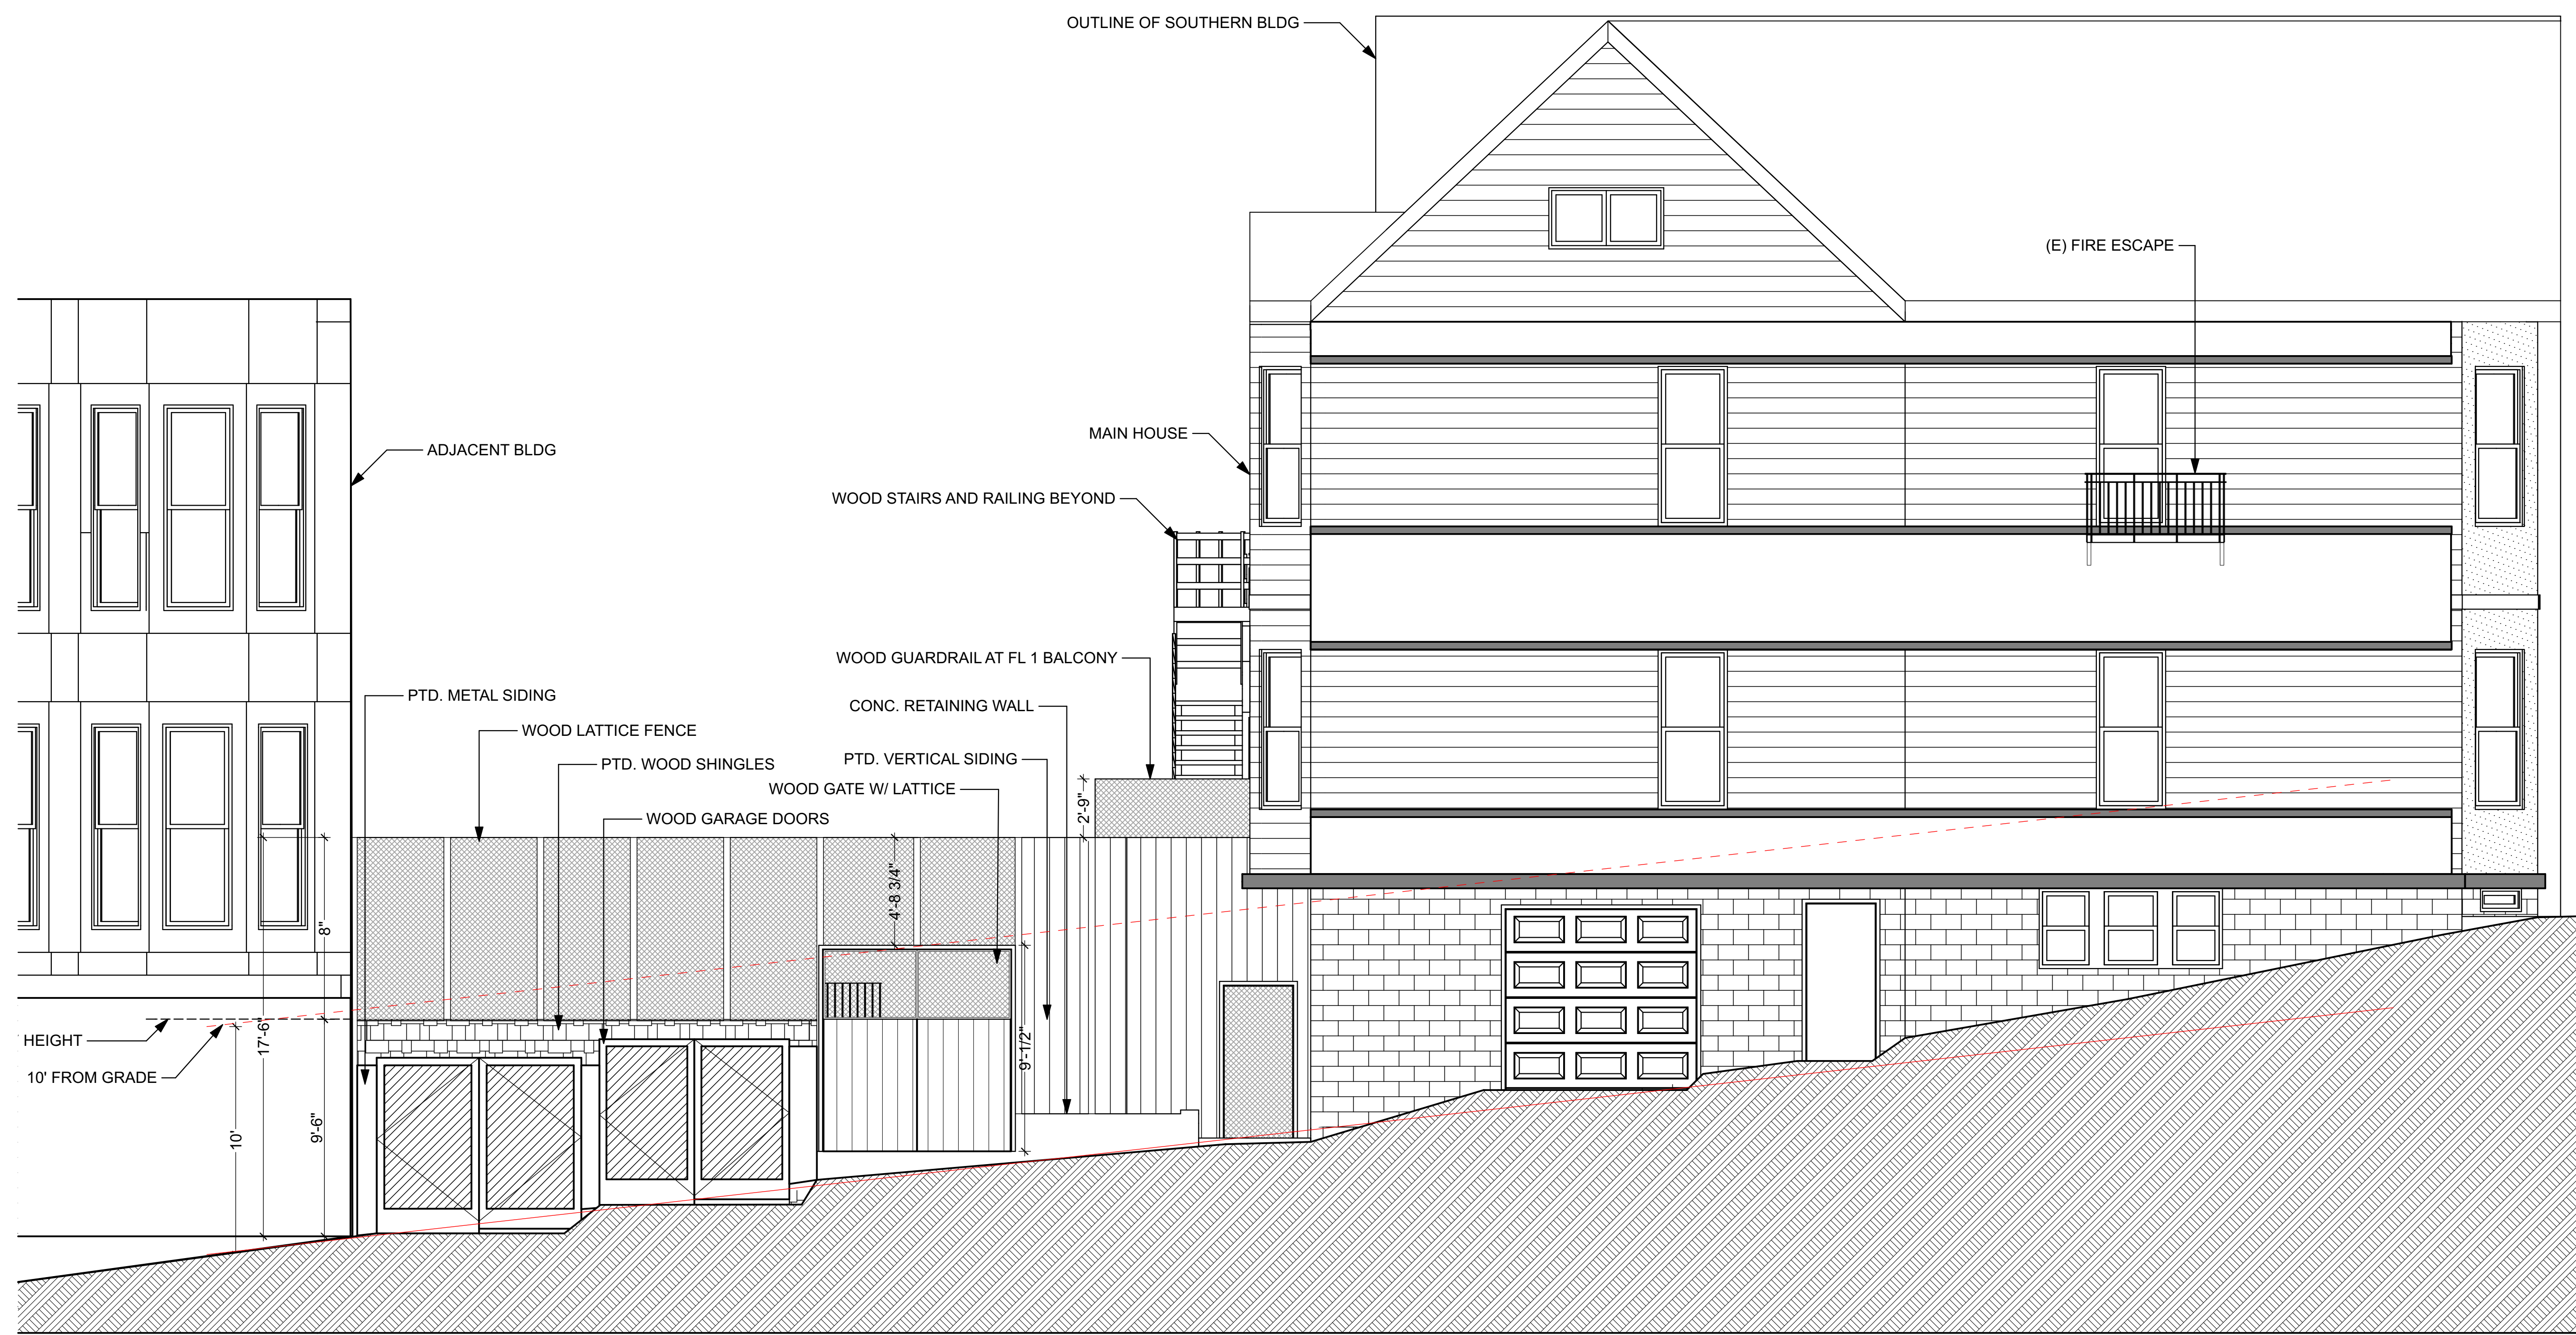 OUTLINE OF SOUTHERN BLDG
(E) FIRE ESCAPE
MAIN HOUSE
ADJACENT BLDG
WOOD STAIRS AND RAILING BEYOND
WOOD GUARDRAIL AT FL 1 BALCONY
PTD. METAL SIDING
CONC. RETAINING WALL
WOOD LATTICE FENCE
PTD. VERTICAL SIDING
PTD. WOOD SHINGLES
WOOD GATE W/ LATTICE
2'-9"
WOOD GARAGE DOORS
4'-8 3/4"
8"
17'-6"
HEIGHT
9'-1/2"
10' FROM GRADE
9'-6"
10'